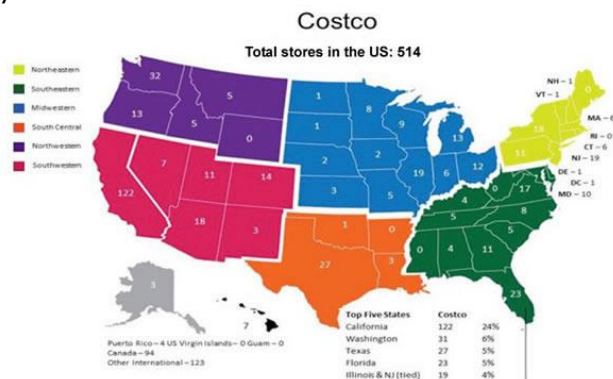 Costco
Total stores in the US: 514
Northeastern
Southeastern
Midwestern
South Central
Northwestern
Southwestern
32
5
13
5
0
1
8
9
13
1
2
2
19
6
12
3
5
122
7
11
14
18
3
1
0
27
3
0
18
11
NH – 1
VT – 1
MA – 6
RI – 0
CT – 6
NJ – 19
DE – 1
DC – 1
MD – 10
0
17
4
5
8
5
0
4
11
23
3
7
Puerto Rico – 4 US Virgin Islands – 0 Guam – 0
Canada – 94
Other International – 123
Top Five States Costco
California 122 24%
Washington 31 6%
Texas 27 5%
Florida 23 5%
Illinois & NJ (tied) 19 4%